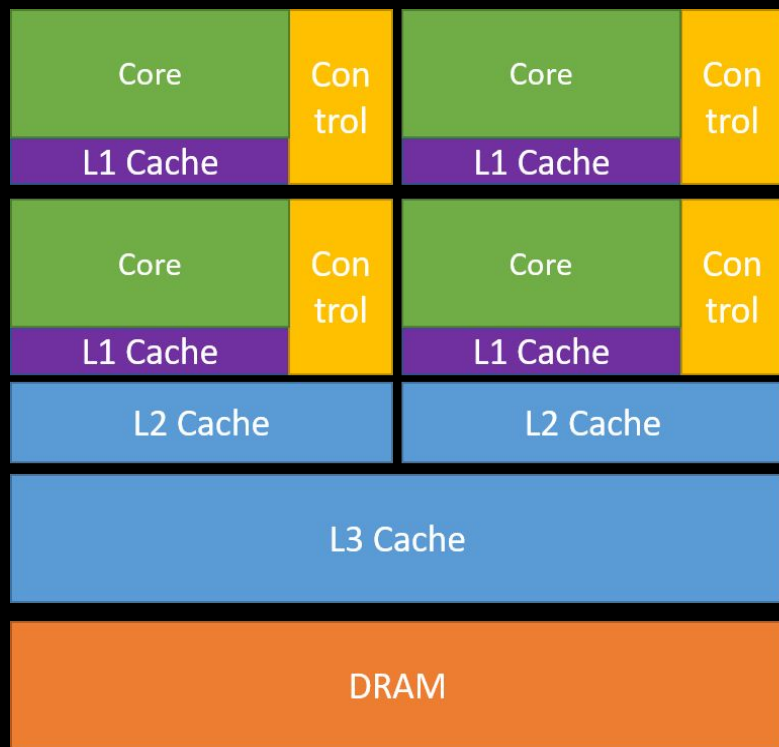 Core
Con
trol
L1 Cache
Core
Con
trol
L1 Cache
Core
Con
trol
L1 Cache
Core
Con
trol
L1 Cache
L2 Cache
L2 Cache
L3 Cache
DRAM